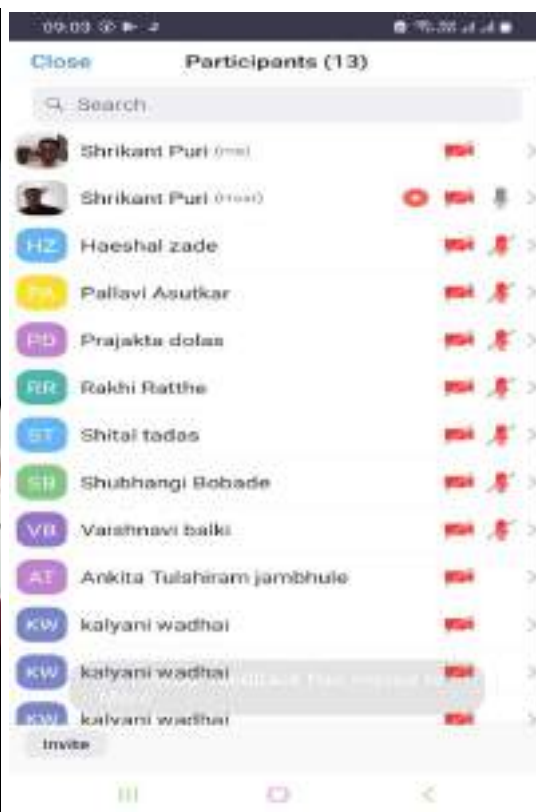 09:03
Close Participants (13)
Search
Shrikant Puri (me)
Shrikant Puri (Host)
HZ Haeshal zade
PA Pallavi Asutkar
PD Prajakta dolas
RR Rakhi Ratthe
ST Shital tadas
SB Shubhangi Bobade
VB Vaishnavi balki
AT Ankita Tulshiram jambhule
KW kalyani wadhai
KW kalyani wadhai
KW kalyani wadhai
Invite